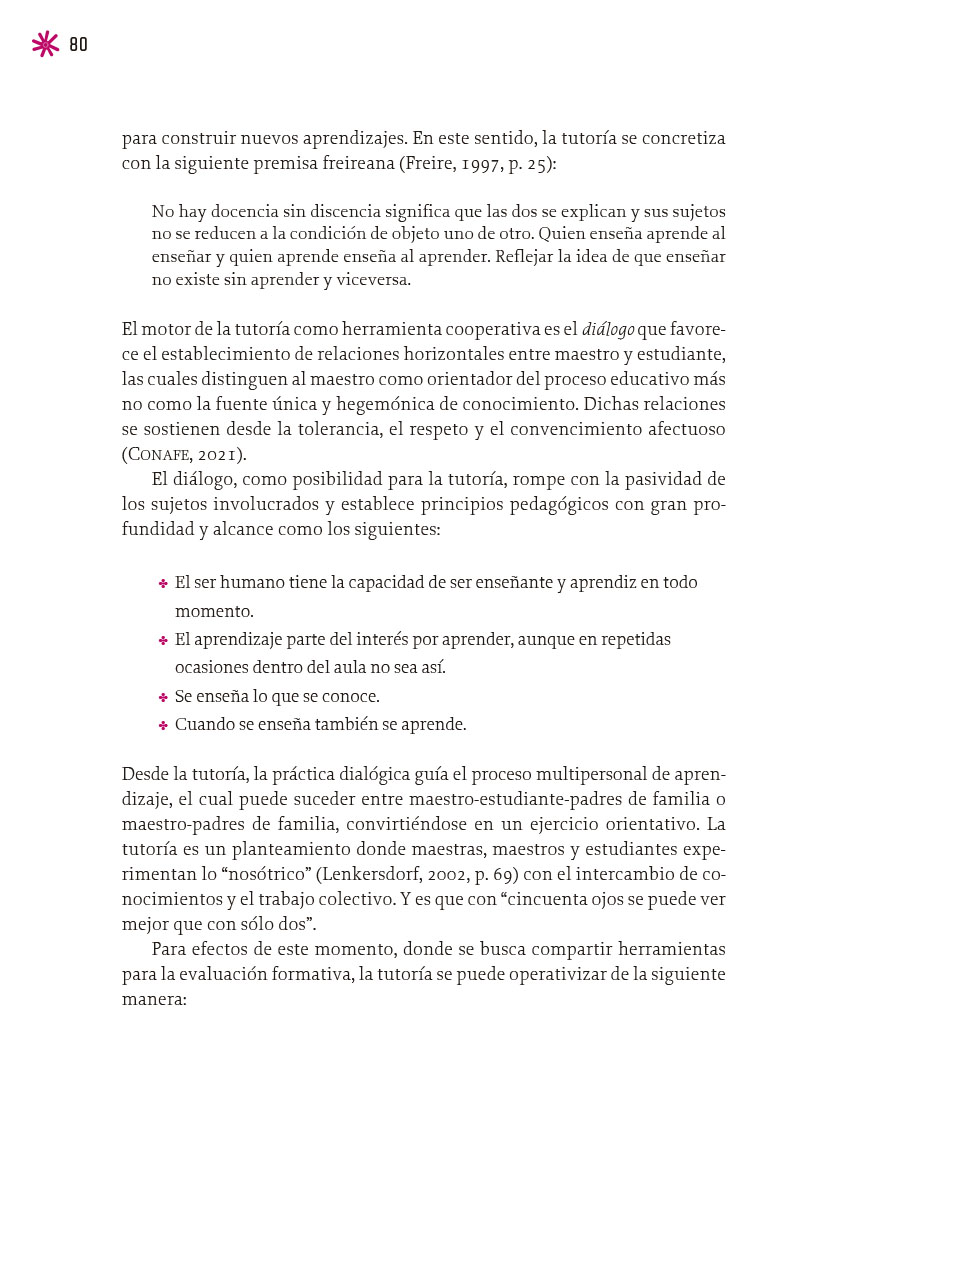 80
para construir nuevos aprendizajes. En este sentido, la tutoría se concretiza
con la siguiente premisa freireana (Freire, 1997, p. 25):
No hay docencia sin discencia significa que las dos se explican y sus sujetos
no se reducen a la condición de objeto uno de otro. Quien enseña aprende al
enseñar y quien aprende enseña al aprender. Reflejar la idea de que enseñar
no existe sin aprender y viceversa.
El motor de la tutoría como herramienta cooperativa es el diálogo que favore-
ce el establecimiento de relaciones horizontales entre maestro y estudiante,
las cuales distinguen al maestro como orientador del proceso educativo más
no como la fuente única y hegemónica de conocimiento. Dichas relaciones
se sostienen desde la tolerancia, el respeto y el convencimiento afectuoso
(CONAFE, 2021).
El diálogo, como posibilidad para la tutoría, rompe con la pasividad de
los sujetos involucrados y establece principios pedagógicos con gran pro-
fundidad y alcance como los siguientes:
✤ El ser humano tiene la capacidad de ser enseñante y aprendiz en todo
momento.
✤ El aprendizaje parte del interés por aprender, aunque en repetidas
ocasiones dentro del aula no sea así.
✤ Se enseña lo que se conoce.
✤ Cuando se enseña también se aprende.
Desde la tutoría, la práctica dialógica guía el proceso multipersonal de apren-
dizaje, el cual puede suceder entre maestro-estudiante-padres de familia o
maestro-padres de familia, convirtiéndose en un ejercicio orientativo. La
tutoría es un planteamiento donde maestras, maestros y estudiantes expe-
rimentan lo “nosótrico” (Lenkersdorf, 2002, p. 69) con el intercambio de co-
nocimientos y el trabajo colectivo. Y es que con “cincuenta ojos se puede ver
mejor que con sólo dos”.
Para efectos de este momento, donde se busca compartir herramientas
para la evaluación formativa, la tutoría se puede operativizar de la siguiente
manera: